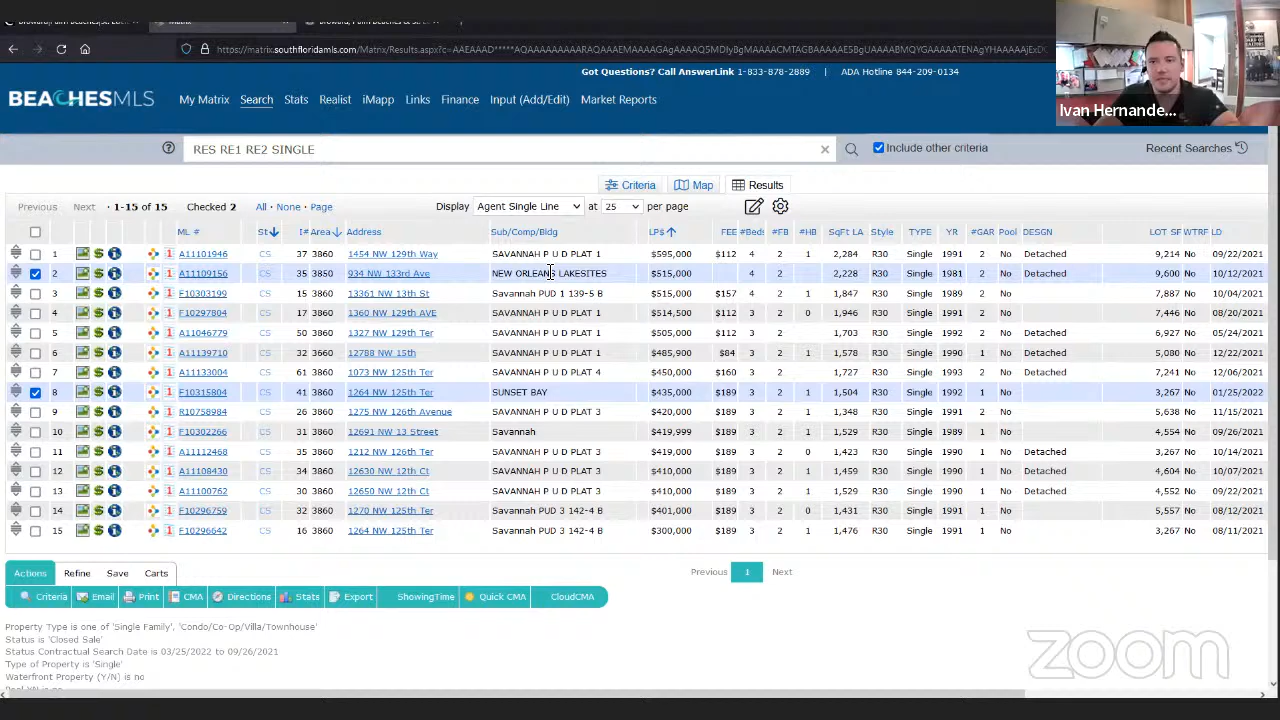 Matrix
https://matrix.southfloridamls.com/Matrix/Results.aspx?c=
Got Questions? Call AnswerLink 1-833-878-2889 | ADA Hotline 844-209-0134
BEACHESMLS
My Matrix Search Stats Realist iMapp Links Finance Input (Add/Edit) Market Reports
Ivan Hernande...
RES RE1 RE2 SINGLE
Include other criteria
Recent Searches
Criteria Map Results
Previous Next · 1-15 of 15 Checked 2 All · None · Page Display Agent Single Line at 25 per page
ML # St I# Area Address Sub/Comp/Bldg LP$ FEE #Beds #FB #HB SqFt LA Style TYPE YR #GAR Pool DESGN LOT SF WTRF LD
1 A11101946 CS 37 3860 1454 NW 129th Way SAVANNAH P U D PLAT 1 $595,000 $112 4 2 1 2,284 R30 Single 1991 2 No Detached 9,214 No 09/22/2021
2 A11109156 CS 35 3850 934 NW 133rd Ave NEW ORLEANS LAKESITES $515,000 4 2 2,228 R30 Single 1981 2 No Detached 9,600 No 10/12/2021
3 F10303199 CS 15 3860 13361 NW 13th St Savannah PUD 1 139-5 B $515,000 $157 4 2 1 1,847 R30 Single 1989 2 No 7,887 No 10/04/2021
4 F10297804 CS 17 3860 1360 NW 129th AVE SAVANNAH P U D PLAT 1 $514,500 $112 3 2 0 1,946 R30 Single 1991 2 No 7,446 No 08/20/2021
5 A11046779 CS 50 3860 1327 NW 129th Ter SAVANNAH P U D PLAT 1 $505,000 $112 3 2 1,703 R30 Single 1992 2 No Detached 6,927 No 05/24/2021
6 A11139710 CS 32 3660 12788 NW 15th SAVANNAH P U D PLAT 1 $485,900 $84 3 2 1 1,578 R30 Single 1990 1 No Detached 5,080 No 12/22/2021
7 A11133004 CS 61 3860 1073 NW 125th Ter SAVANNAH P U D PLAT 4 $450,000 $160 3 2 1,727 R30 Single 1993 2 No Detached 7,241 No 12/06/2021
8 F10315804 CS 41 3860 1264 NW 125th Ter SUNSET BAY $435,000 $189 3 2 1 1,504 R30 Single 1992 1 No 3,267 No 01/25/2022
9 R10758984 CS 26 3860 1275 NW 126th Avenue SAVANNAH P U D PLAT 3 $420,000 $189 3 2 1 1,348 R30 Single 1991 2 No 5,638 No 11/15/2021
10 F10302266 CS 31 3860 12691 NW 13 Street Savannah $419,999 $189 3 2 1 1,529 R30 Single 1989 1 No 4,554 No 09/26/2021
11 A11112468 CS 35 3860 1212 NW 126th Ter SAVANNAH P U D PLAT 3 $419,000 $189 3 2 0 1,423 R30 Single 1991 1 No Detached 6,097 No 10/14/2021
12 A11108430 CS 34 3860 12630 NW 12th Ct SAVANNAH P U D PLAT 3 $410,000 $189 3 2 1 1,459 R30 Single 1990 1 No Detached 4,604 No 10/07/2021
13 A11100762 CS 30 3860 12650 NW 12th Ct SAVANNAH P U D PLAT 3 $410,000 $189 3 2 1 1,529 R30 Single 1990 1 No Detached 4,552 No 09/22/2021
14 F10296759 CS 32 3860 1270 NW 125th Ter Savannah PUD 3 142-4 B $401,000 $189 3 2 0 1,431 R30 Single 1991 1 No 5,557 No 08/12/2021
15 F10296642 CS 16 3860 1264 NW 125th Ter Savannah PUD 3 142-4 B $300,000 $189 3 2 1 1,476 R30 Single 1992 1 No 3,267 No 08/11/2021
Actions Refine Save Carts
Previous 1 Next
Criteria Email Print CMA Directions Stats Export ShowingTime Quick CMA CloudCMA
Property Type is one of 'Single Family', 'Condo/Co-Op/Villa/Townhouse'
Status is 'Closed Sale'
Status Contractual Search Date is 03/25/2022 to 09/26/2021
Type of Property is 'Single'
Waterfront Property (Y/N) is no
Pool YN is no
zoom